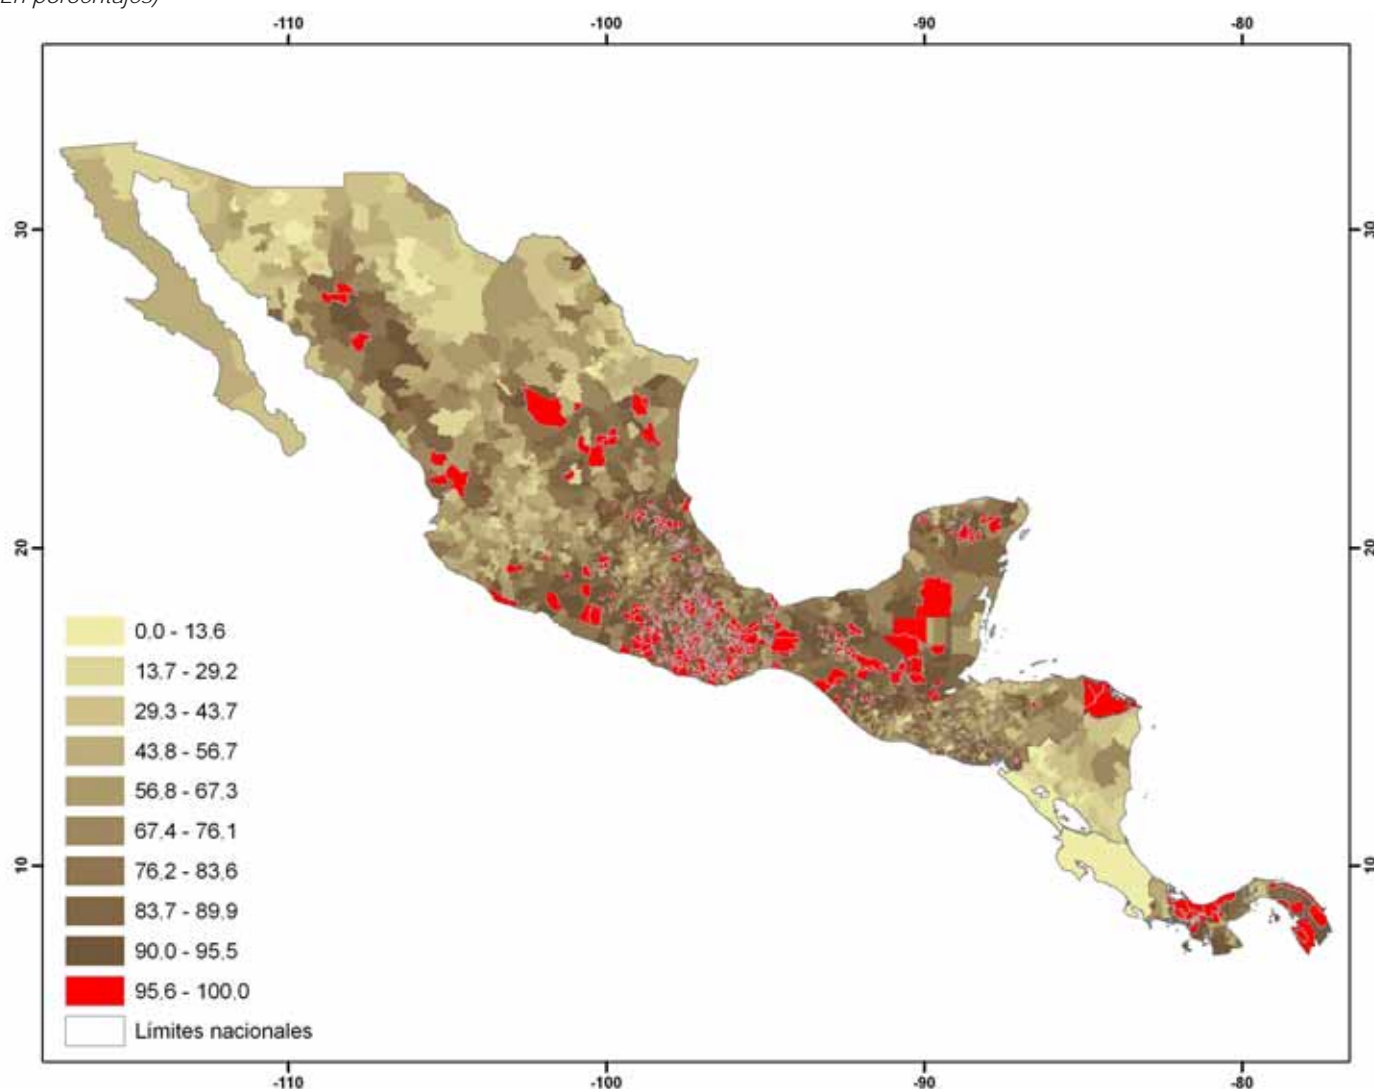 En porcentajes)
-110 -100 -90 -80
30 30
20 20
0.0 - 13.6
13.7 - 29.2
29.3 - 43.7
43.8 - 56.7
56.8 - 67.3
67.4 - 76.1
10 10
76.2 - 83.6
83.7 - 89.9
90.0 - 95.5
95.6 - 100.0
Límites nacionales
-110 -100 -90 -80